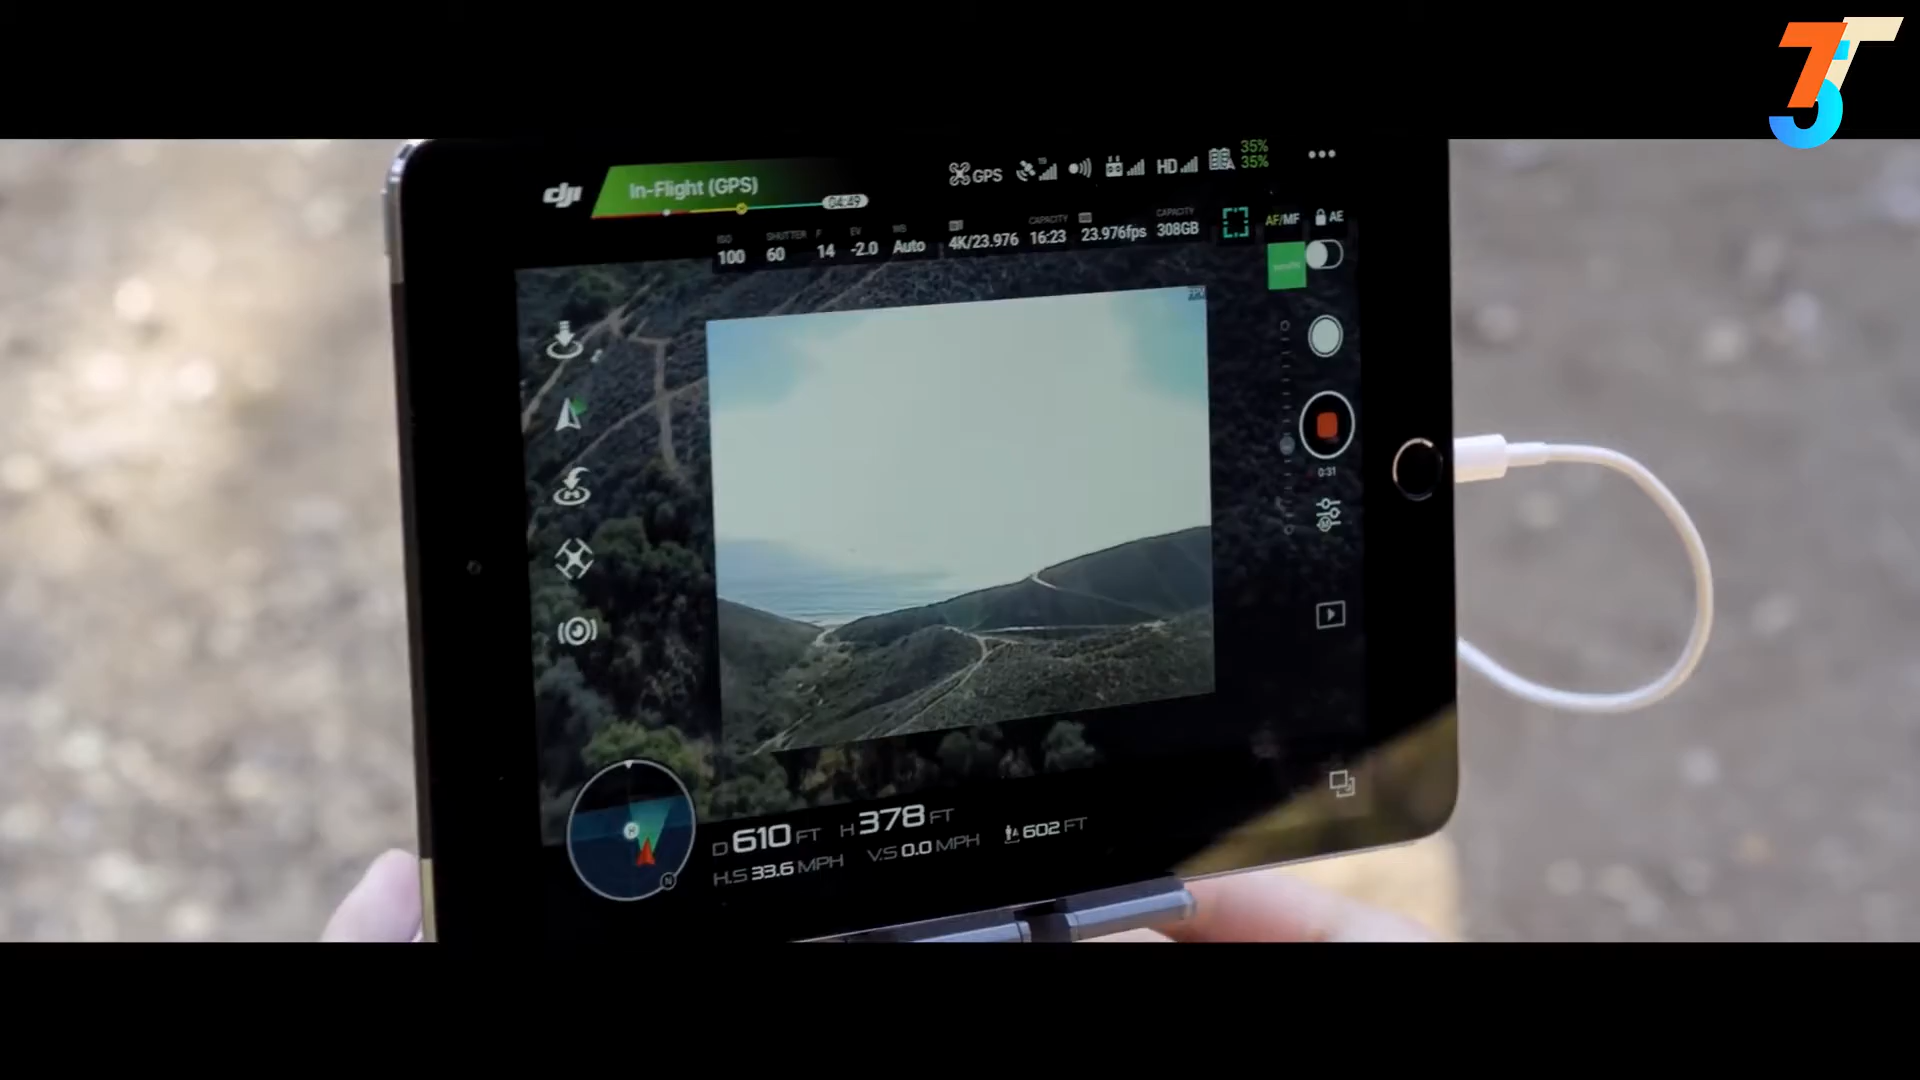 dji In-Flight (GPS) 04:49 GPS HD 35% 35%
ISO 100 SHUTTER 60 F 14 EV -2.0 WB Auto 4K/23.976 CAPACITY 16:23 23.976fps CAPACITY 308GB AF/MF AE
FPV
0:31
H N
D 610 FT H 378 FT
H.S 33.6 MPH V.S 0.0 MPH 602 FT